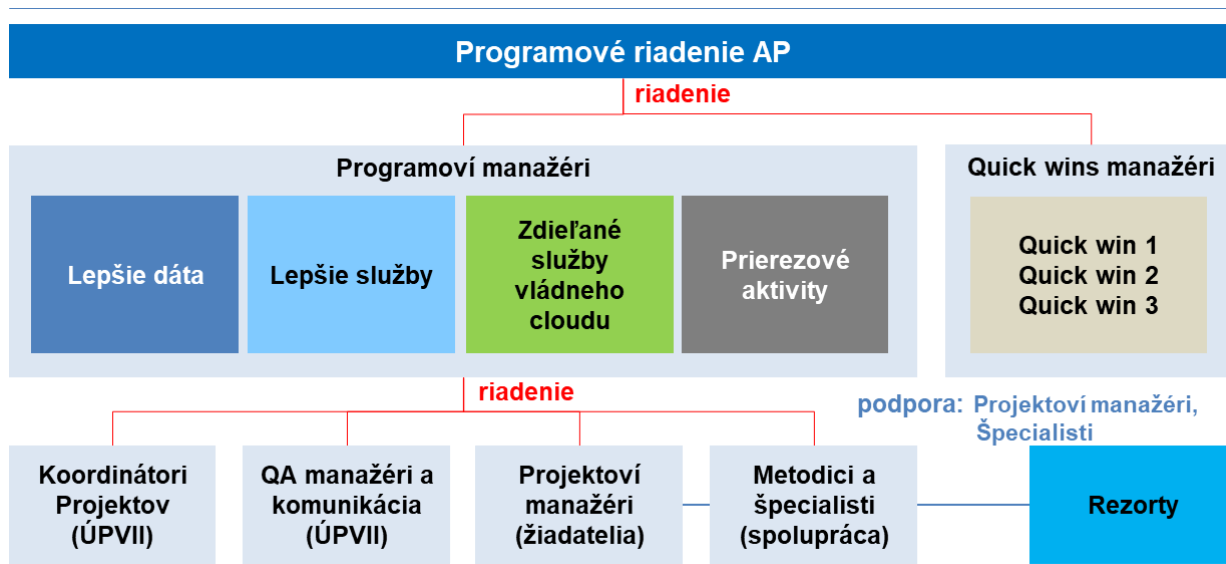 Programové riadenie AP
riadenie
Programoví manažéri
Quick wins manažéri
Lepšie dáta
Lepšie služby
Zdieľané
služby
vládneho
cloudu
Prierezové
aktivity
Quick win 1
Quick win 2
Quick win 3
riadenie
podpora: Projektoví manažéri,
Špecialisti
Koordinátori
Projektov
(ÚPVII)
QA manažéri a
komunikácia
(ÚPVII)
Projektoví
manažéri
(žiadatelia)
Metodici a
špecialisti
(spolupráca)
Rezorty